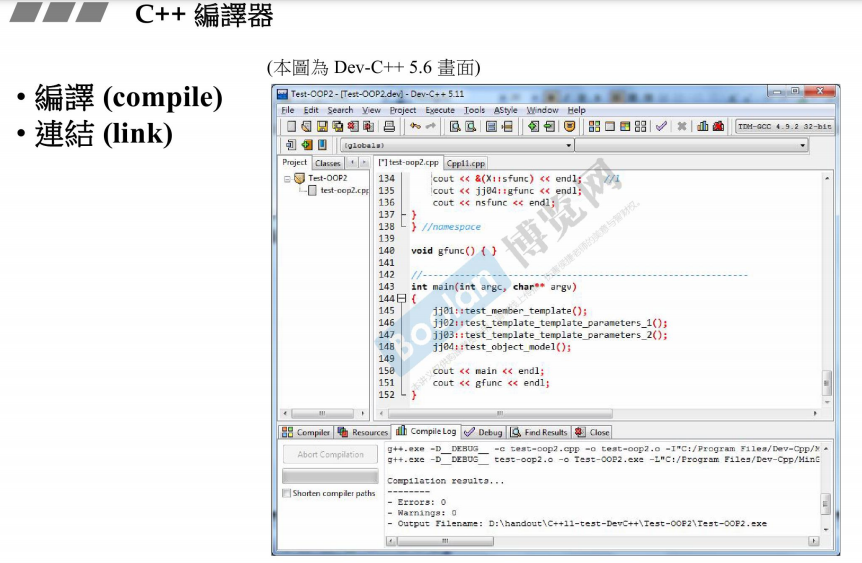 C++ 編譯器
(本圖為 Dev-C++ 5.6 畫面)
• 編譯 (compile)
• 連結 (link)
Test-OOP2 - [Test-OOP2.dev] - Dev-C++ 5.11
File Edit Search View Project Execute Tools AStyle Window Help
TDM-GCC 4.9.2 32-bit
(globals)
Project Classes
[*] test-oop2.cpp Cpp11.cpp
Test-OOP2
test-oop2.cpp
134 cout << &(X::sfunc) << endl; //1
135 cout << jj04::gfunc << endl;
136 cout << nsfunc << endl;
137 }
138 } //namespace
139
140 void gfunc() { }
141
142 //------------------------------------------------------------
143 int main(int argc, char** argv)
144 {
145 jj01::test_member_template();
146 jj02::test_template_template_parameters_1();
147 jj03::test_template_template_parameters_2();
148 jj04::test_object_model();
149
150 cout << main << endl;
151 cout << gfunc << endl;
152 }
Boolan 博览网
Compiler Resources Compile Log Debug Find Results Close
Abort Compilation
Shorten compiler paths
g++.exe -D__DEBUG__ -c test-oop2.cpp -o test-oop2.o -I"C:/Program Files/Dev-Cpp/M
g++.exe -D__DEBUG__ test-oop2.o -o Test-OOP2.exe -L"C:/Program Files/Dev-Cpp/MinG
Compilation results...
--------
- Errors: 0
- Warnings: 0
- Output Filename: D:\handout\C++11-test-DevC++\Test-OOP2\Test-OOP2.exe